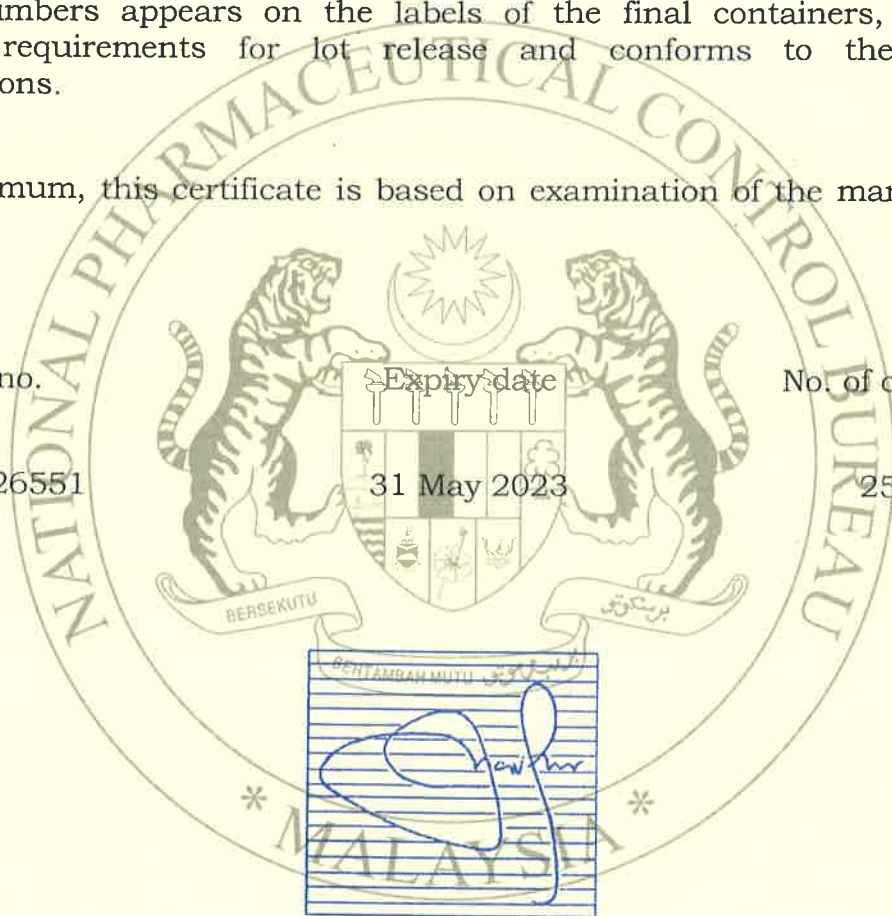 umbers appears on the labels of the final containers,
requirements for lot release and conforms to the
ons.
mum, this certificate is based on examination of the mar
no.
Expiry date
No. of c
26551
31 May 2023
25
NATIONAL PHARMACEUTICAL CONTROL BUREAU
BERSEKUTU
برسكوتو
BERTAMBAH MUTU
* MALAYSIA *